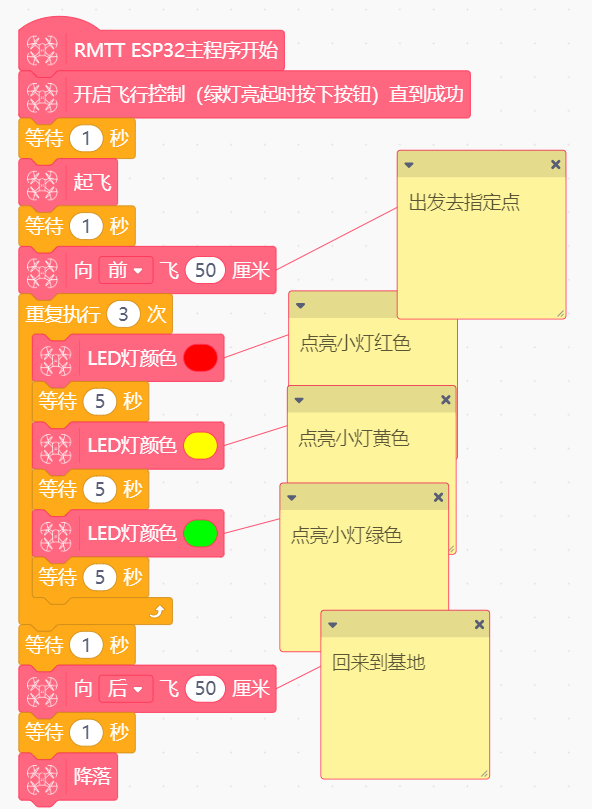 RMTT ESP32主程序开始
开启飞行控制（绿灯亮起时按下按钮）直到成功
等待 1 秒
起飞
出发去指定点
等待 1 秒
向 前 飞 50 厘米
重复执行 3 次
点亮小灯红色
LED灯颜色
等待 5 秒
点亮小灯黄色
LED灯颜色
等待 5 秒
LED灯颜色
点亮小灯绿色
等待 5 秒
等待 1 秒
回来到基地
向 后 飞 50 厘米
等待 1 秒
降落